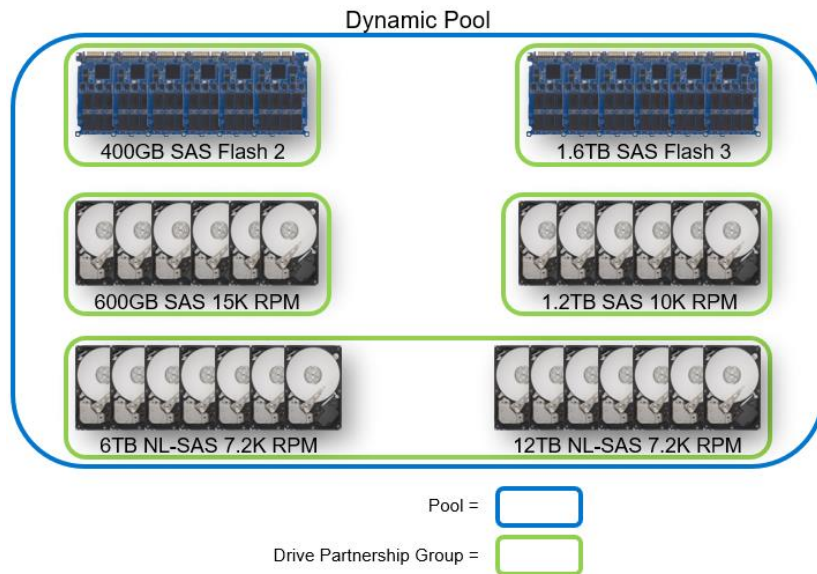 Dynamic Pool
400GB SAS Flash 2
1.6TB SAS Flash 3
600GB SAS 15K RPM
1.2TB SAS 10K RPM
6TB NL-SAS 7.2K RPM
12TB NL-SAS 7.2K RPM
Pool =
Drive Partnership Group =